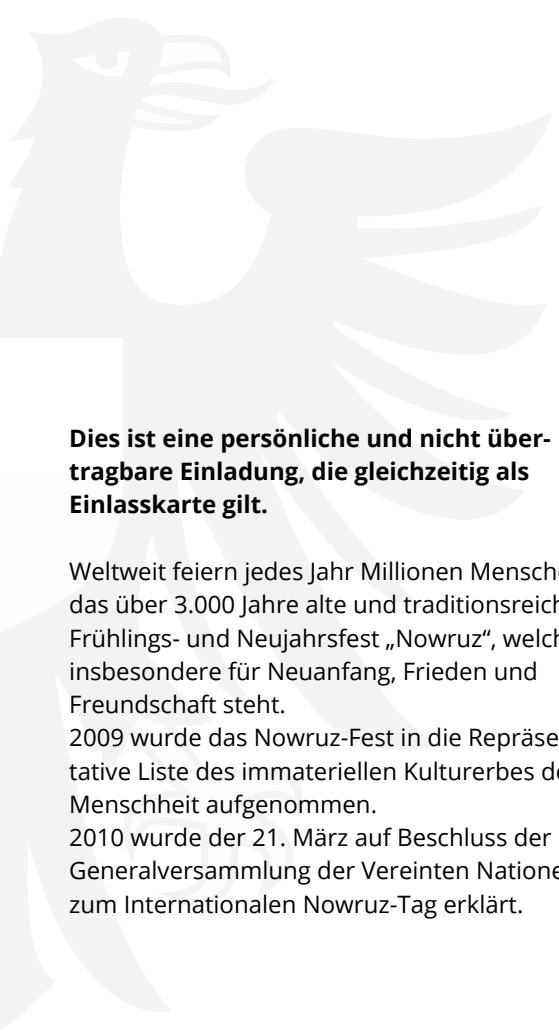 Dies ist eine persönliche und nicht über-
tragbare Einladung, die gleichzeitig als
Einlasskarte gilt.
Weltweit feiern jedes Jahr Millionen Mensche
das über 3.000 Jahre alte und traditionsreich
Frühlings- und Neujahrsfest „Nowruz“, welch
insbesondere für Neuanfang, Frieden und
Freundschaft steht.
2009 wurde das Nowruz-Fest in die Repräse
tative Liste des immateriellen Kulturerbes de
Menschheit aufgenommen.
2010 wurde der 21. März auf Beschluss der
Generalversammlung der Vereinten Natione
zum Internationalen Nowruz-Tag erklärt.